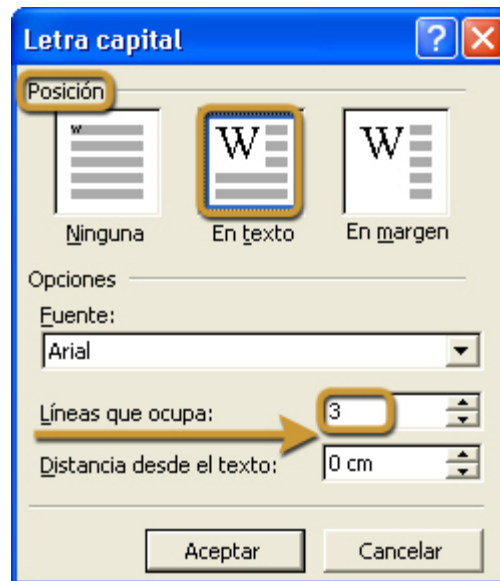 Letra capital
Posición
W W W
Ninguna En texto En margen
Opciones
Fuente:
Arial
Líneas que ocupa: 3
Distancia desde el texto: 0 cm
Aceptar Cancelar